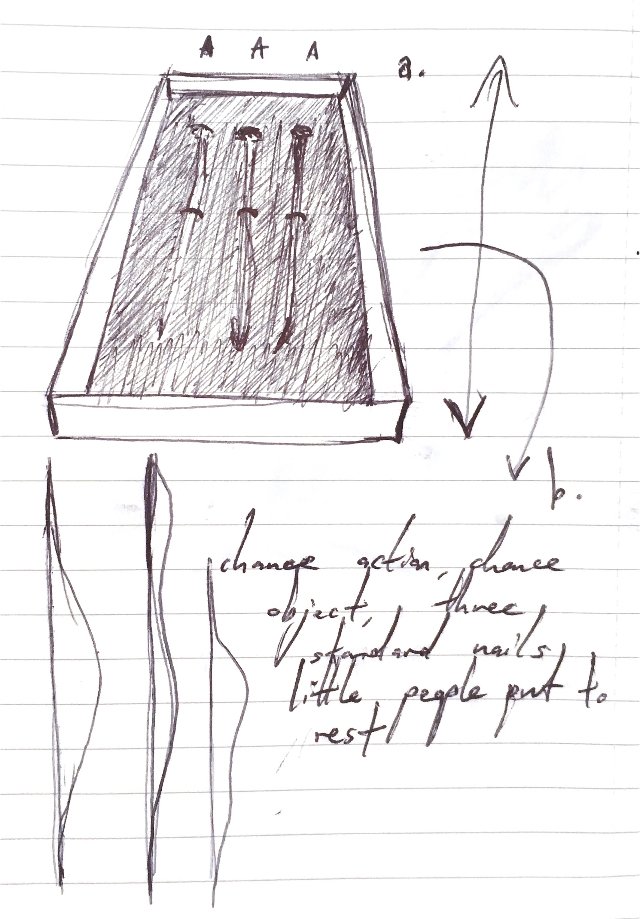 A A A
a.
b.
change action, chance
object, three
standard nails,
little people put to
rest